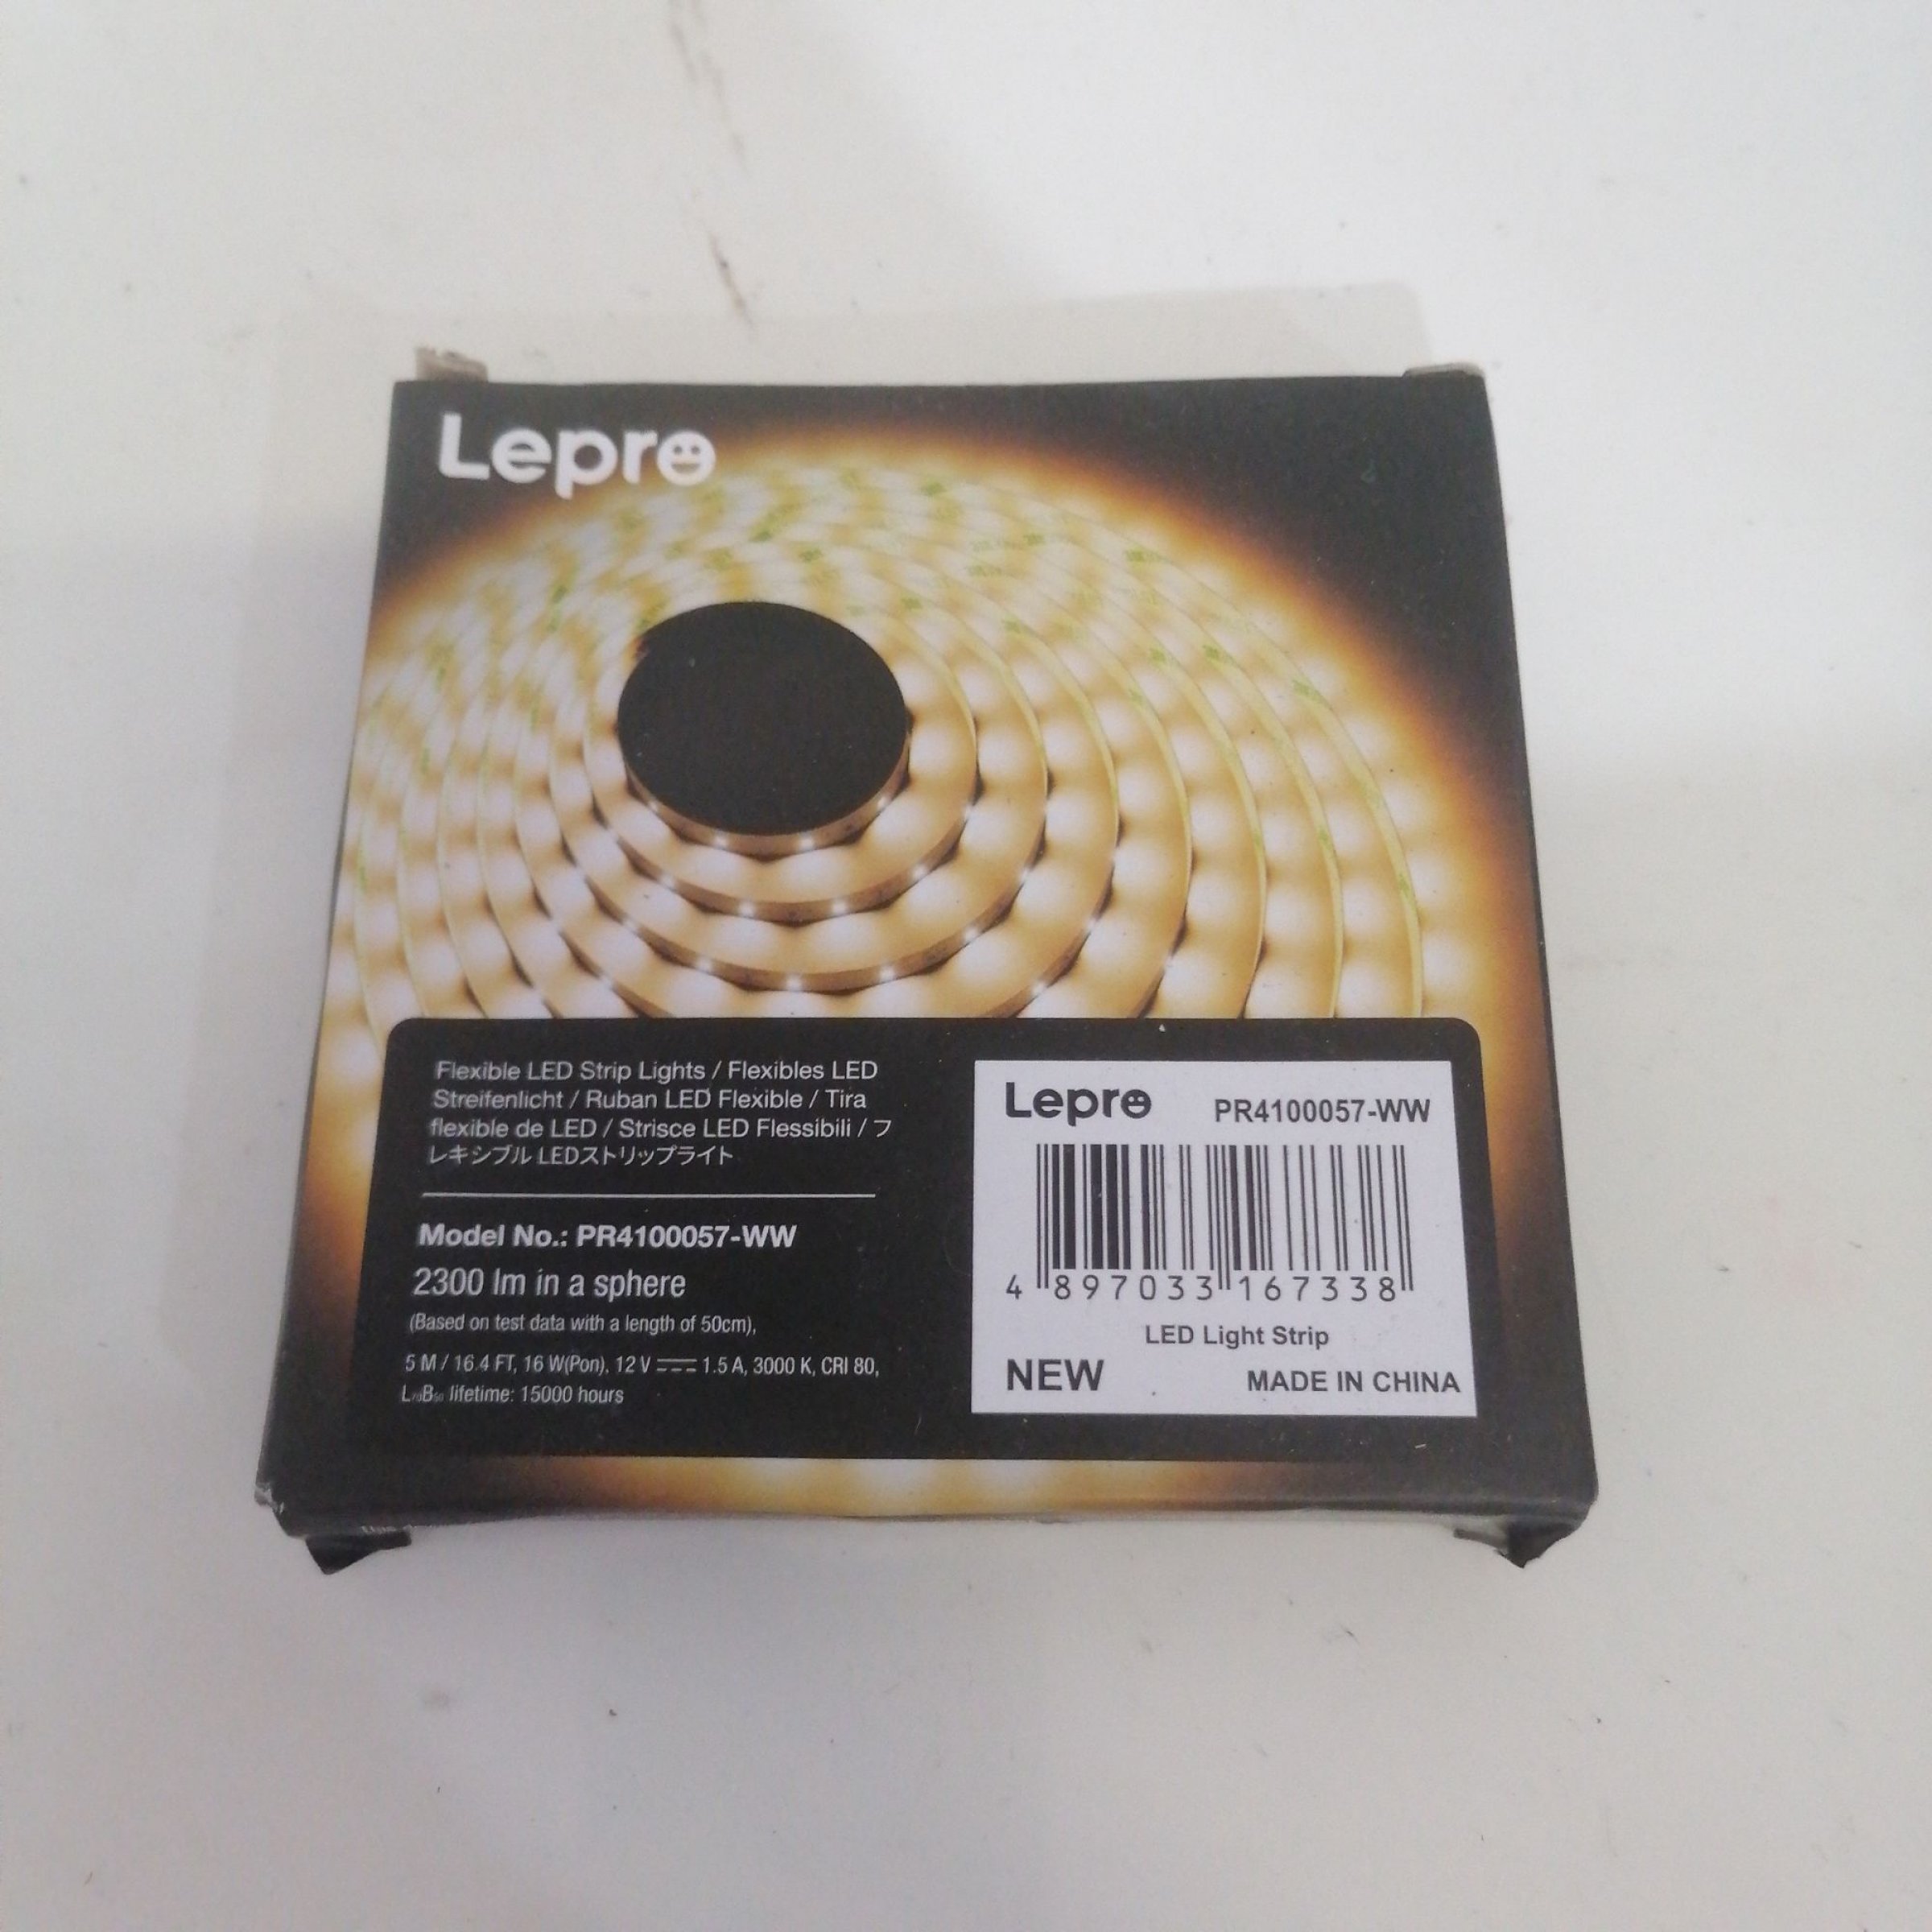 Lepro
Flexible LED Strip Lights / Flexibles LED
Streifenlicht / Ruban LED Flexible / Tira
flexible de LED / Strisce LED Flessibili / フ
レキシブル LEDストリップライト
Model No.: PR4100057-WW
2300 lm in a sphere
(Based on test data with a length of 50cm),
5 M / 16.4 FT, 16 W(Pon), 12 V ⎓ 1.5 A, 3000 K, CRI 80,
L70B50 lifetime: 15000 hours
Lepro PR4100057-WW
4 897033 167338
LED Light Strip
NEW MADE IN CHINA